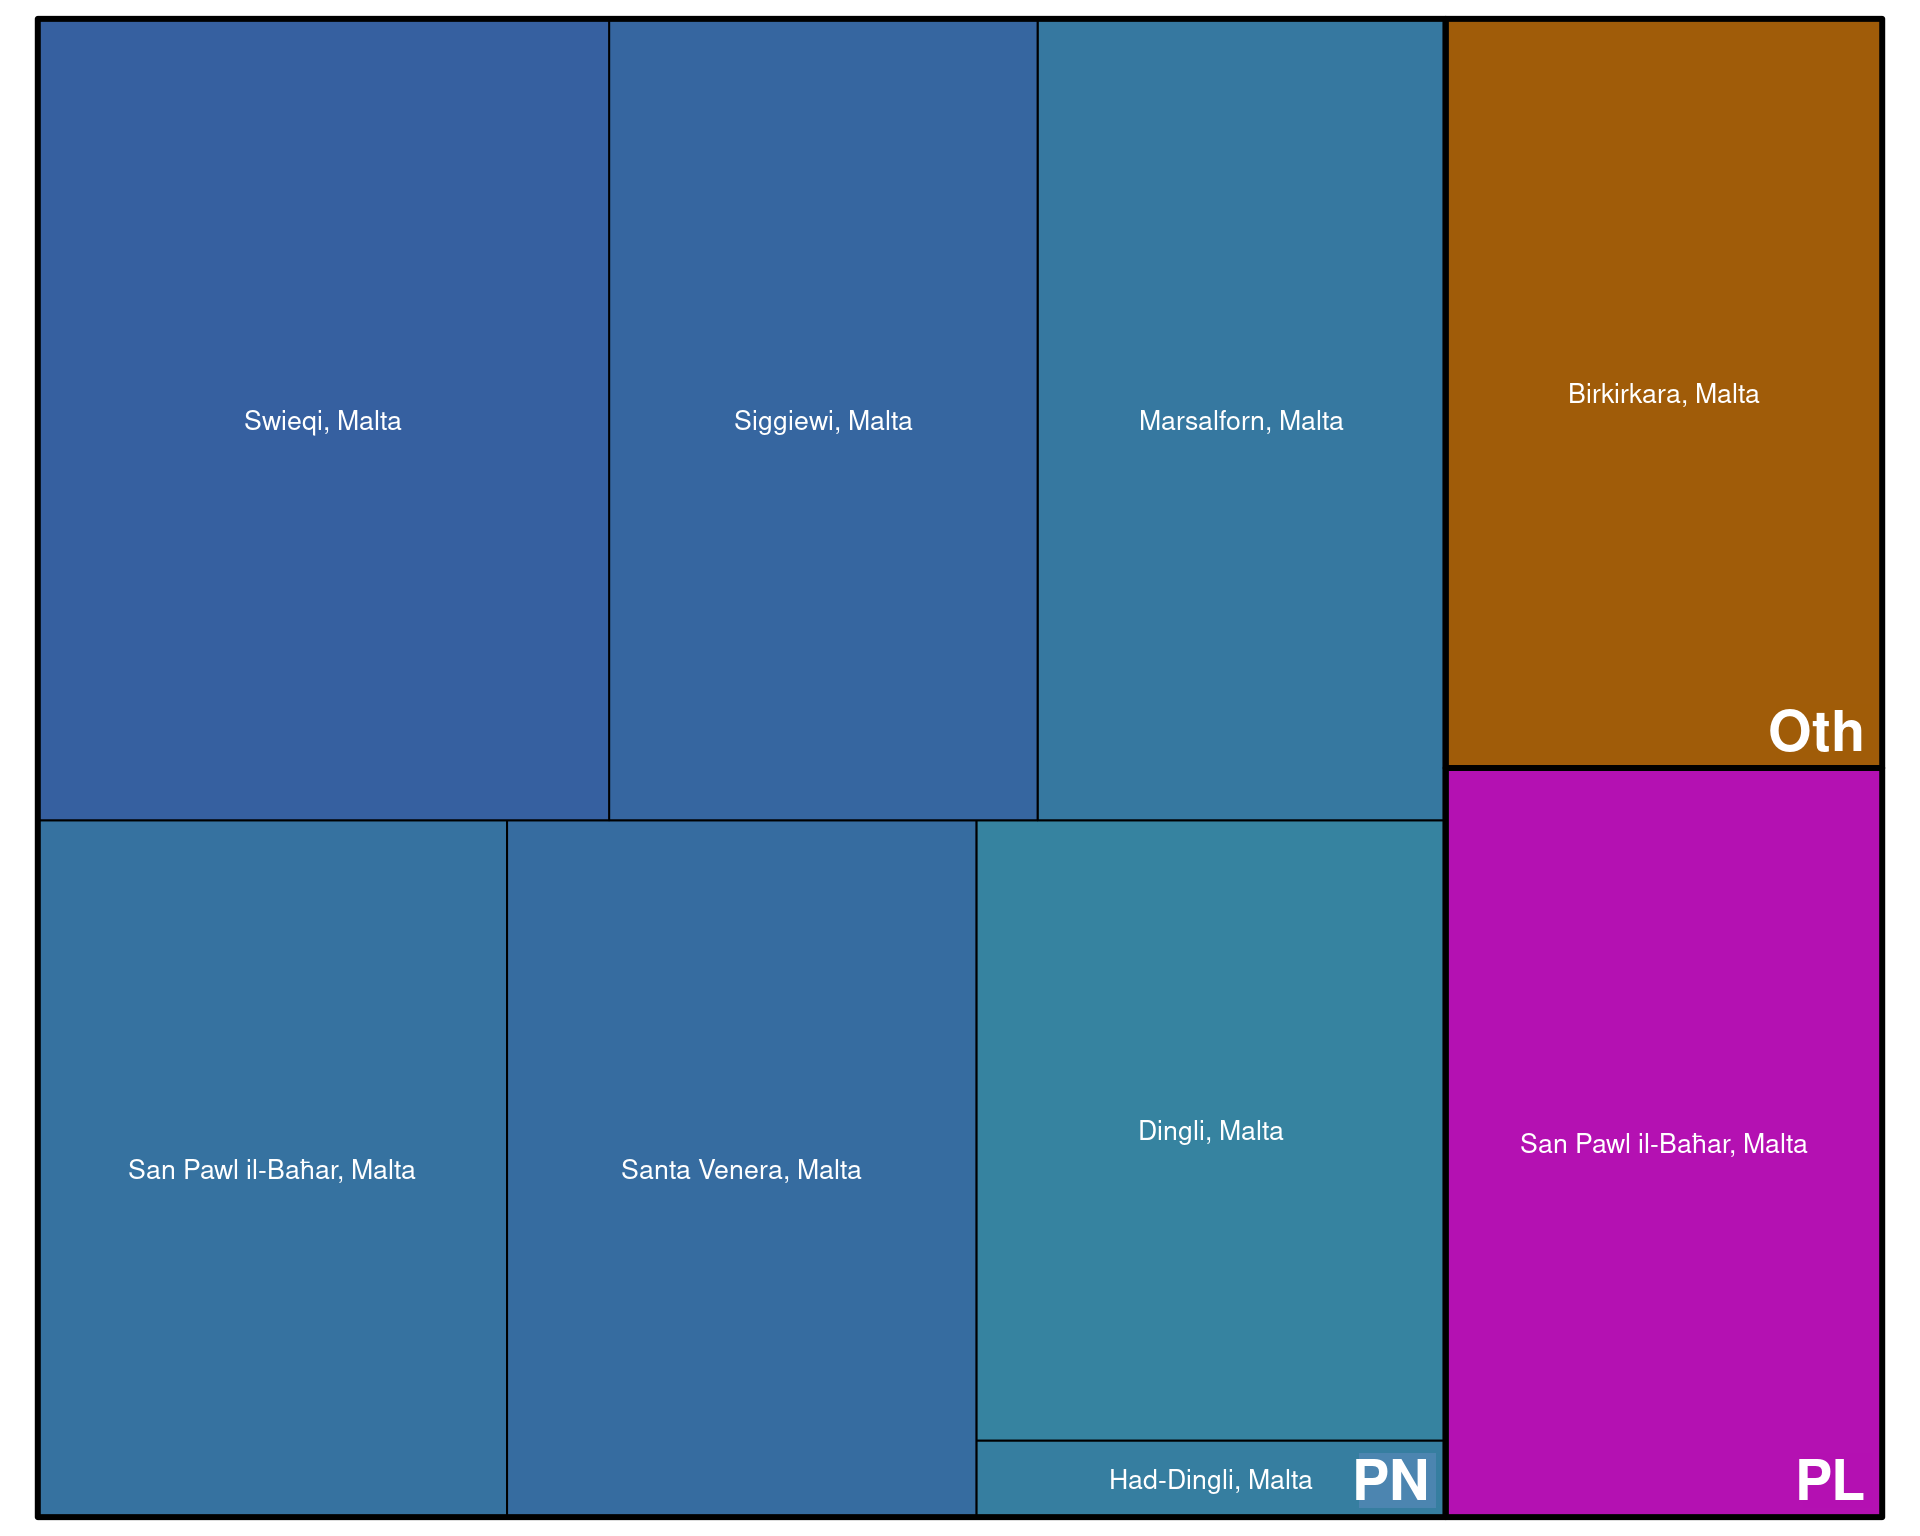 Swieqi, Malta
Siggiewi, Malta
Marsalforn, Malta
Birkirkara, Malta
Oth
San Pawl il-Baħar, Malta
Santa Venera, Malta
Dingli, Malta
Had-Dingli, Malta
PN
San Pawl il-Baħar, Malta
PL